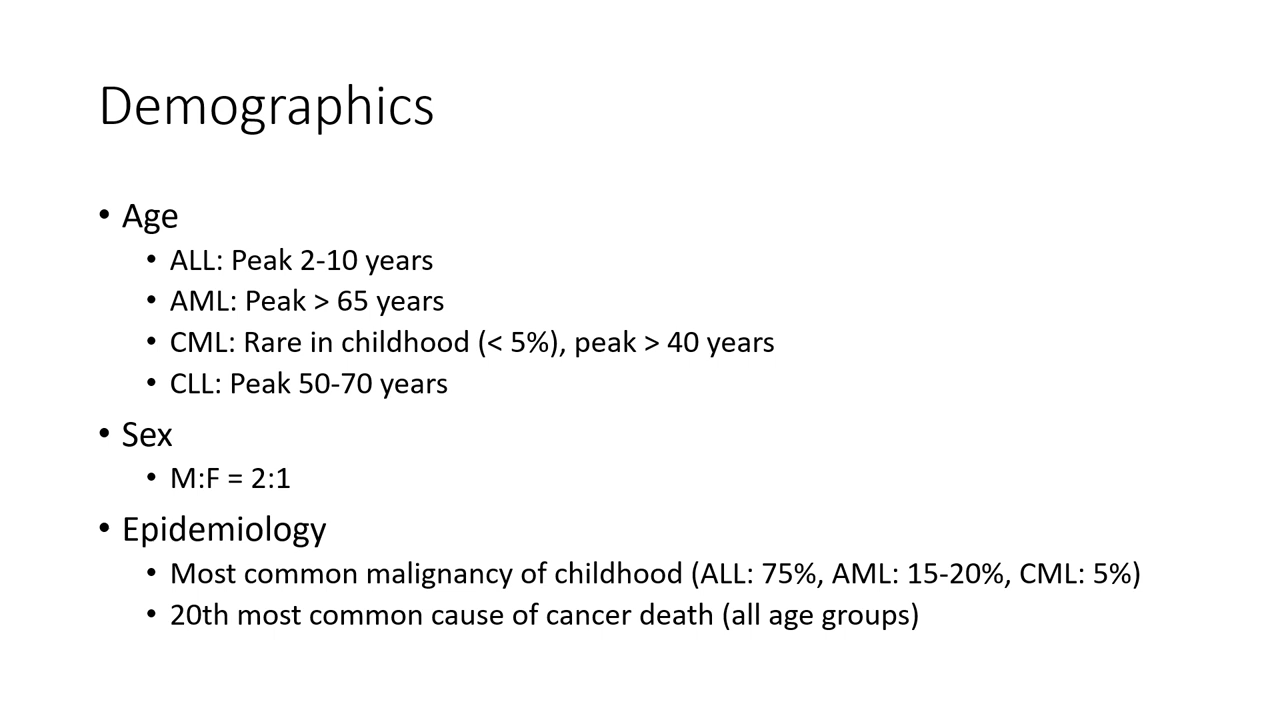 Demographics
• Age
• ALL: Peak 2-10 years
• AML: Peak > 65 years
• CML: Rare in childhood (< 5%), peak > 40 years
• CLL: Peak 50-70 years
• Sex
• M:F = 2:1
• Epidemiology
• Most common malignancy of childhood (ALL: 75%, AML: 15-20%, CML: 5%)
• 20th most common cause of cancer death (all age groups)